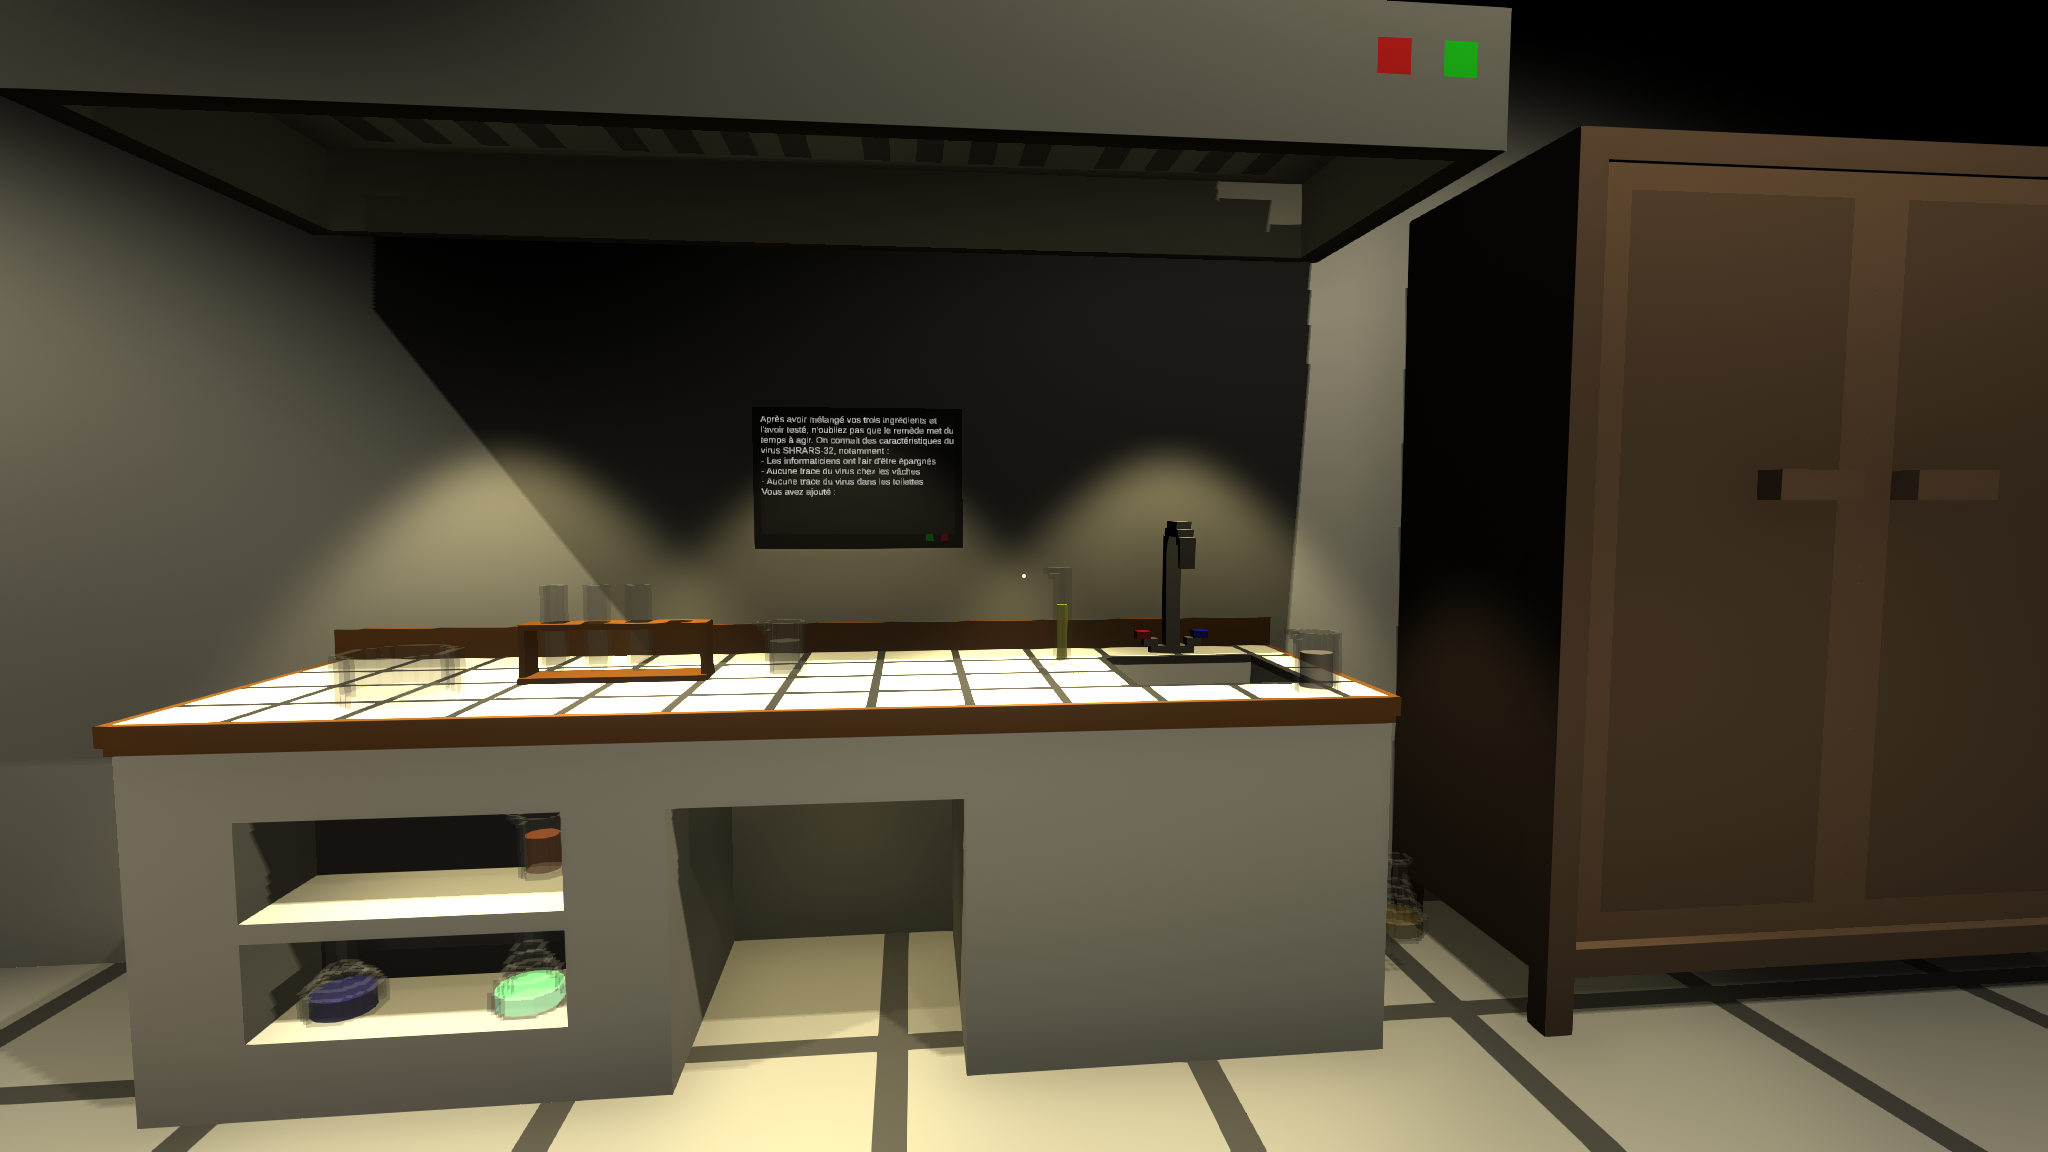 Après avoir mélangé vos trois ingrédients et
l'avoir testé, n'oubliez pas que le remède met du
temps à agir. On connait des caractéristiques du
virus SHRARS-32, notamment :
- Les informaticiens ont l'air d'être épargnés
- Aucune trace du virus chez les vâches
- Aucune trace du virus dans les toilettes
Vous avez ajouté :